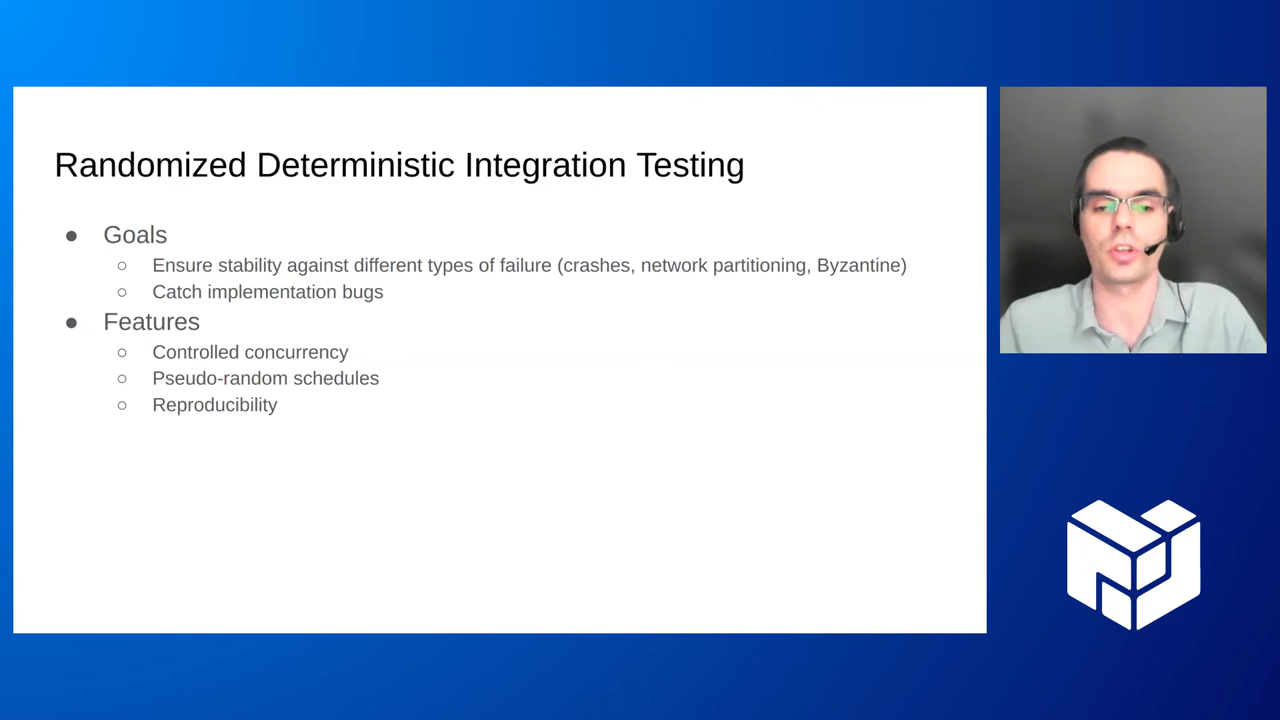 Randomized Deterministic Integration Testing
● Goals
○ Ensure stability against different types of failure (crashes, network partitioning, Byzantine)
○ Catch implementation bugs
● Features
○ Controlled concurrency
○ Pseudo-random schedules
○ Reproducibility